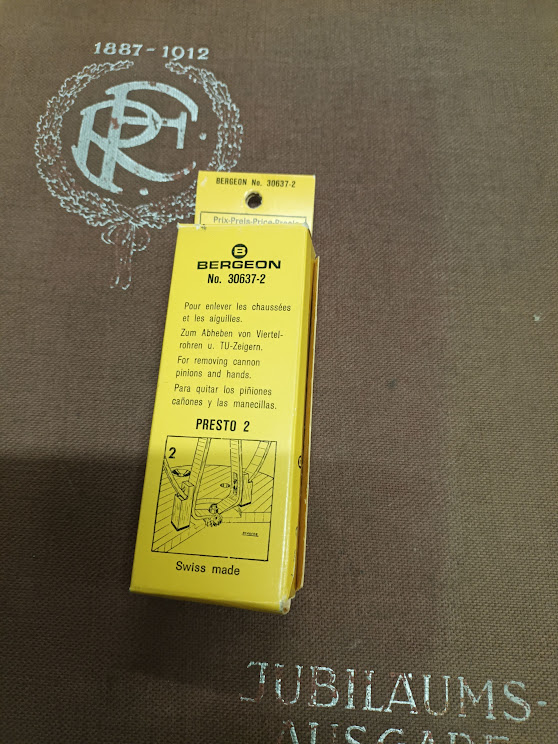 1887-1912
BERGEON No. 30637-2
Prix-Preis-Price-Precio
B
BERGEON
No. 30637-2
Pour enlever les chaussées
et les aiguilles.
Zum Abheben von Viertel-
rohren u. TU-Zeigern.
For removing cannon
pinions and hands.
Para quitar los piñiones
cañones y las manecillas.
PRESTO 2
2
Swiss made
JUBILÄUMS-
AUSGABE